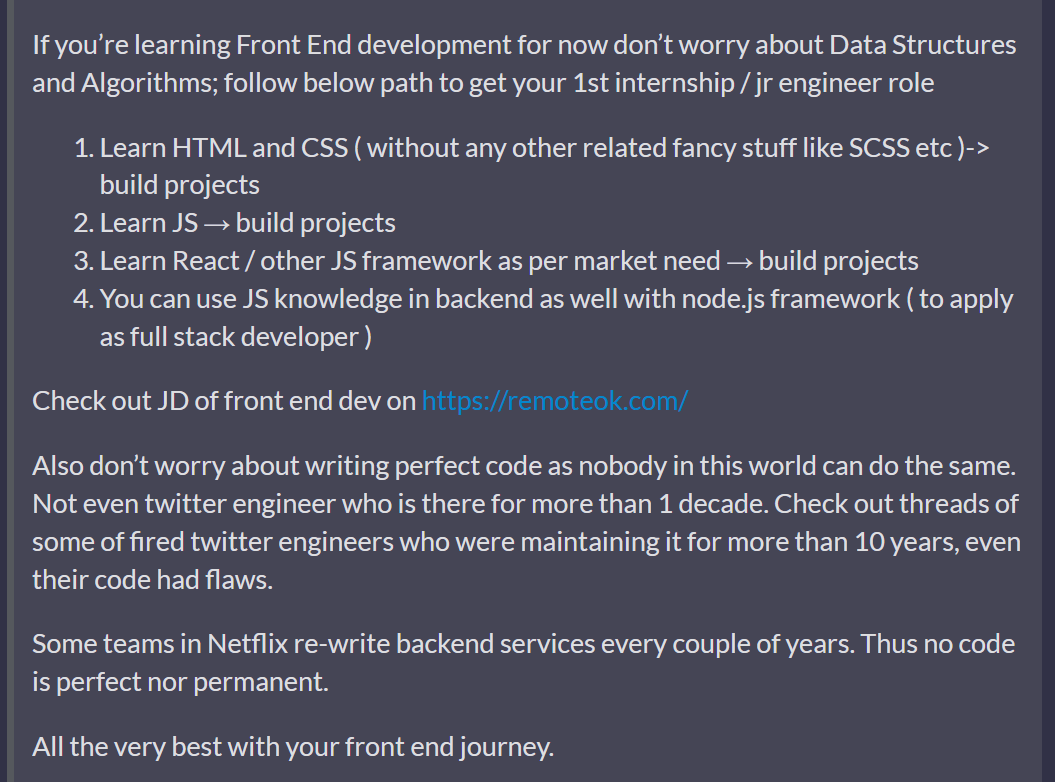 If you’re learning Front End development for now don’t worry about Data Structures
and Algorithms; follow below path to get your 1st internship / jr engineer role
1. Learn HTML and CSS ( without any other related fancy stuff like SCSS etc )->
build projects
2. Learn JS → build projects
3. Learn React / other JS framework as per market need → build projects
4. You can use JS knowledge in backend as well with node.js framework ( to apply
as full stack developer )
Check out JD of front end dev on https://remoteok.com/
Also don’t worry about writing perfect code as nobody in this world can do the same.
Not even twitter engineer who is there for more than 1 decade. Check out threads of
some of fired twitter engineers who were maintaining it for more than 10 years, even
their code had flaws.
Some teams in Netflix re-write backend services every couple of years. Thus no code
is perfect nor permanent.
All the very best with your front end journey.